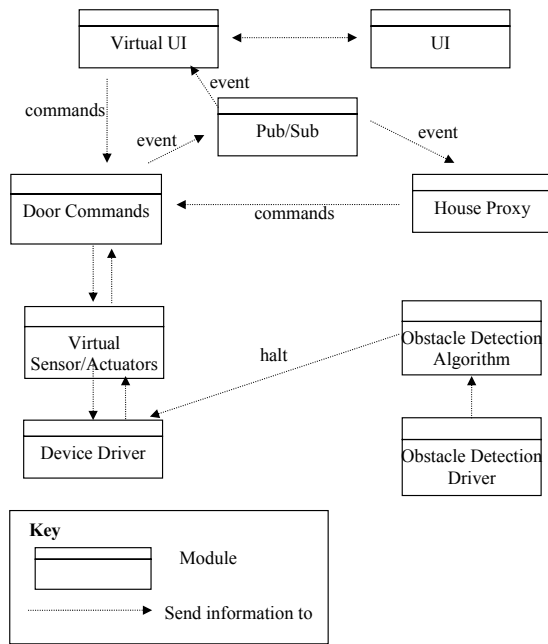 Virtual UI
UI
event
commands
Pub/Sub
event
event
Door Commands
commands
House Proxy
Virtual
Sensor/Actuators
halt
Obstacle Detection
Algorithm
Device Driver
Obstacle Detection
Driver
Key
Module
Send information to